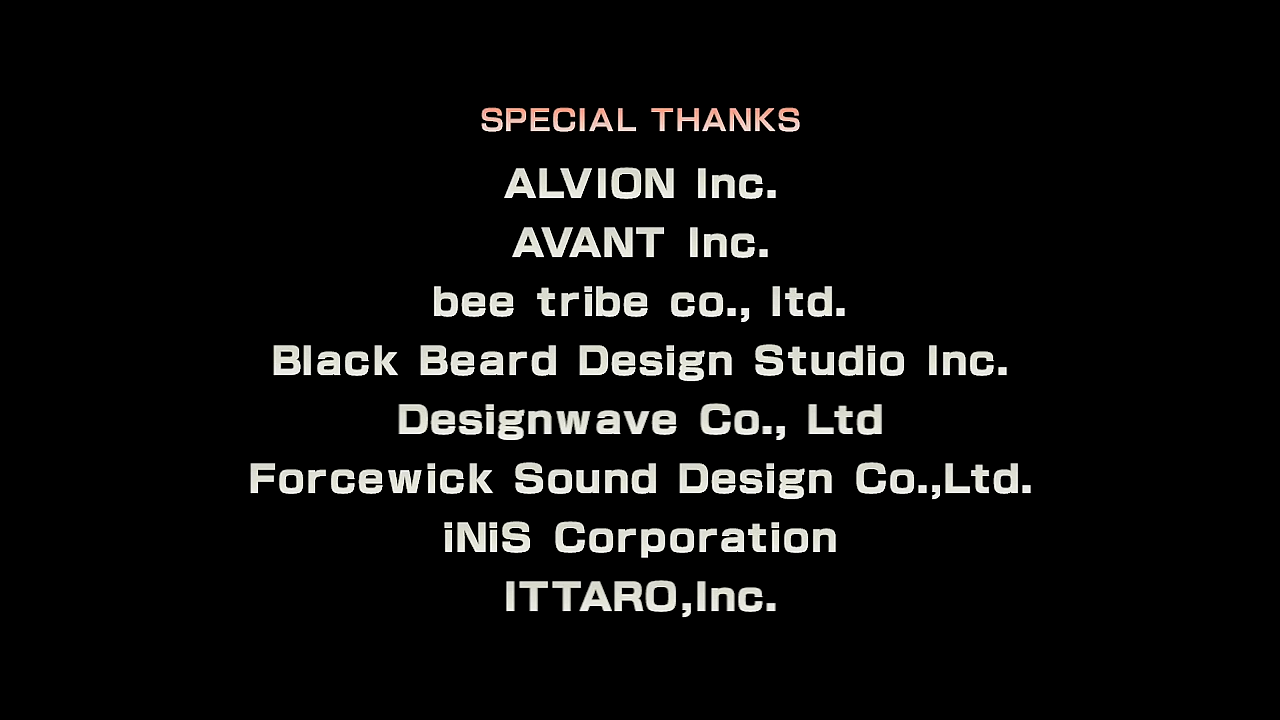 SPECIAL THANKS
ALVION Inc.
AVANT Inc.
bee tribe co., ltd.
Black Beard Design Studio Inc.
Designwave Co., Ltd
Forcewick Sound Design Co.,Ltd.
iNiS Corporation
ITTARO,Inc.